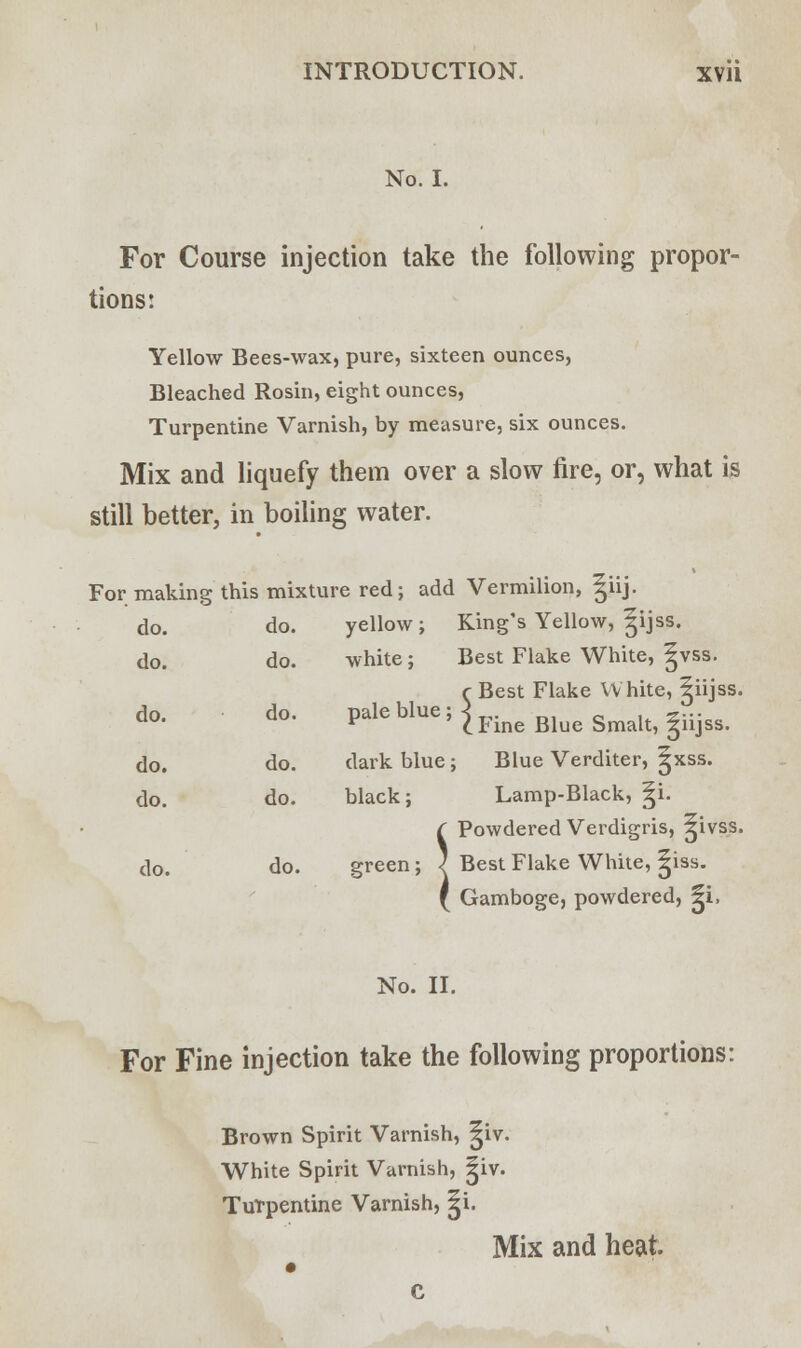 INTRODUCTION. xvii
No. I.
For Course injection take the following propor-
tions:
Yellow Bees-wax, pure, sixteen ounces,
Bleached Rosin, eight ounces,
Turpentine Varnish, by measure, six ounces.
Mix and liquefy them over a slow fire, or, what is
still better, in boiling water.
For making this mixture red; add Vermilion, ℥iij.
do. do. yellow; King's Yellow, ℥ijss.
do. do. white; Best Flake White, ℥vss.
do. do. pale blue; { Best Flake White, ℥iijss.
Fine Blue Smalt, ℥iijss.
do. do. dark blue; Blue Verditer, ℥xss.
do. do. black; Lamp-Black, ℥i.
Powdered Verdigris, ℥ivss.
do. do. green; { Best Flake White, ℥iss.
Gamboge, powdered, ℥i,
No. II.
For Fine injection take the following proportions:
Brown Spirit Varnish, ℥iv.
White Spirit Varnish, ℥iv.
Turpentine Varnish, ℥i.
Mix and heat.
C